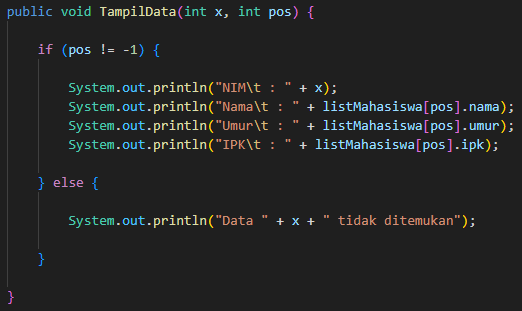 public void TampilData(int x, int pos) {
if (pos != -1) {
System.out.println("NIM\t : " + x);
System.out.println("Nama\t : " + listMahasiswa[pos].nama);
System.out.println("Umur\t : " + listMahasiswa[pos].umur);
System.out.println("IPK\t : " + listMahasiswa[pos].ipk);
} else {
System.out.println("Data " + x + " tidak ditemukan");
}
}